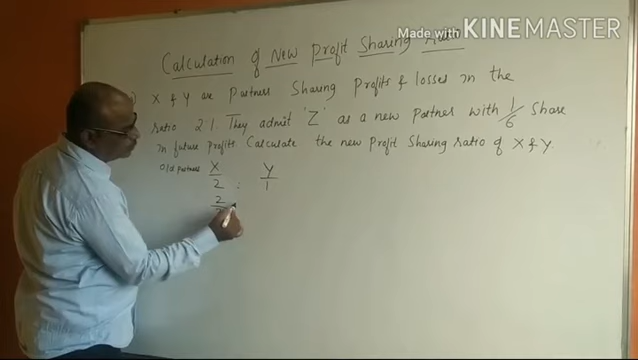 Made with KINEMASTER
Calculation of New Profit Sharing
X & Y are Partners Sharing Profits & losses in the
ratio 2:1. They admit 'Z' as a new partner with 1/6 Share
in future profits Calculate the new Profit Sharing ratio of X & Y.
Old partners X Y
2 : 1
2